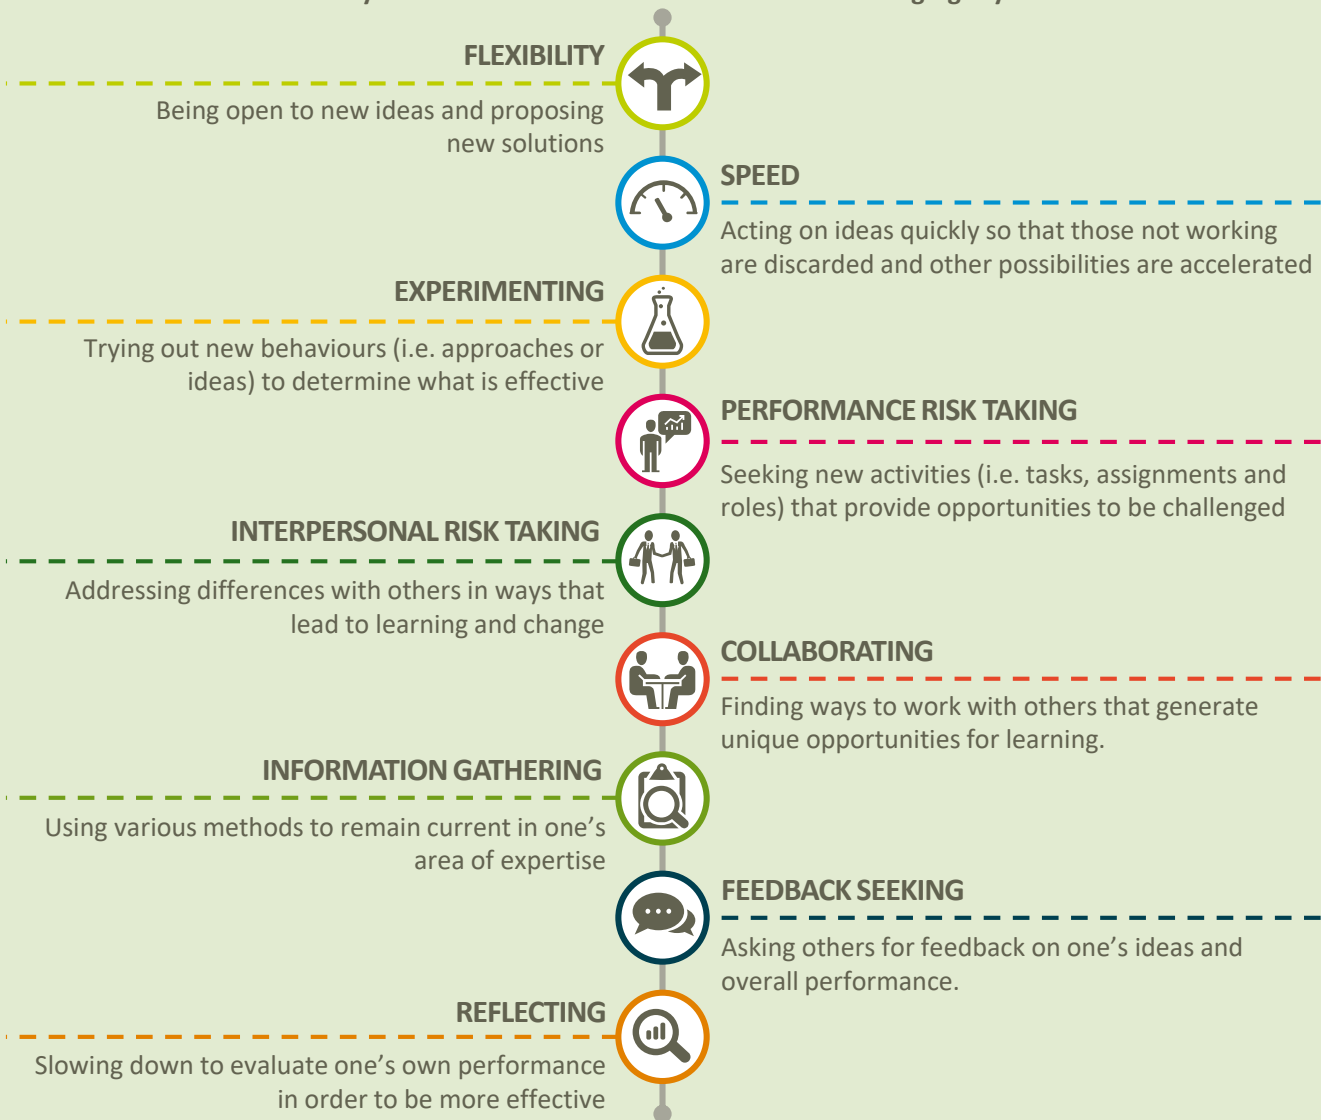 FLEXIBILITY
Being open to new ideas and proposing
new solutions
SPEED
Acting on ideas quickly so that those not working
are discarded and other possibilities are accelerated
EXPERIMENTING
Trying out new behaviours (i.e. approaches or
ideas) to determine what is effective
PERFORMANCE RISK TAKING
Seeking new activities (i.e. tasks, assignments and
roles) that provide opportunities to be challenged
INTERPERSONAL RISK TAKING
Addressing differences with others in ways that
lead to learning and change
COLLABORATING
Finding ways to work with others that generate
unique opportunities for learning.
INFORMATION GATHERING
Using various methods to remain current in one’s
area of expertise
FEEDBACK SEEKING
Asking others for feedback on one’s ideas and
overall performance.
REFLECTING
Slowing down to evaluate one’s own performance
in order to be more effective